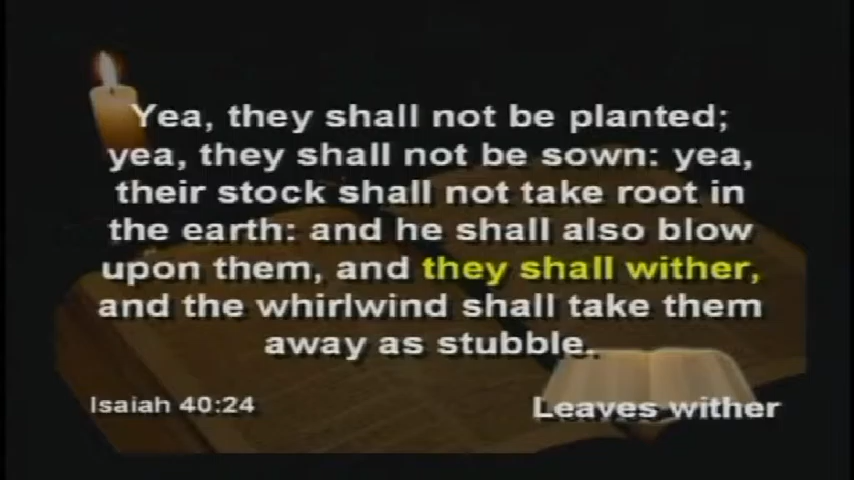 Yea, they shall not be planted;
yea, they shall not be sown: yea,
their stock shall not take root in
the earth: and he shall also blow
upon them, and they shall wither,
and the whirlwind shall take them
away as stubble.
Isaiah 40:24
Leaves wither